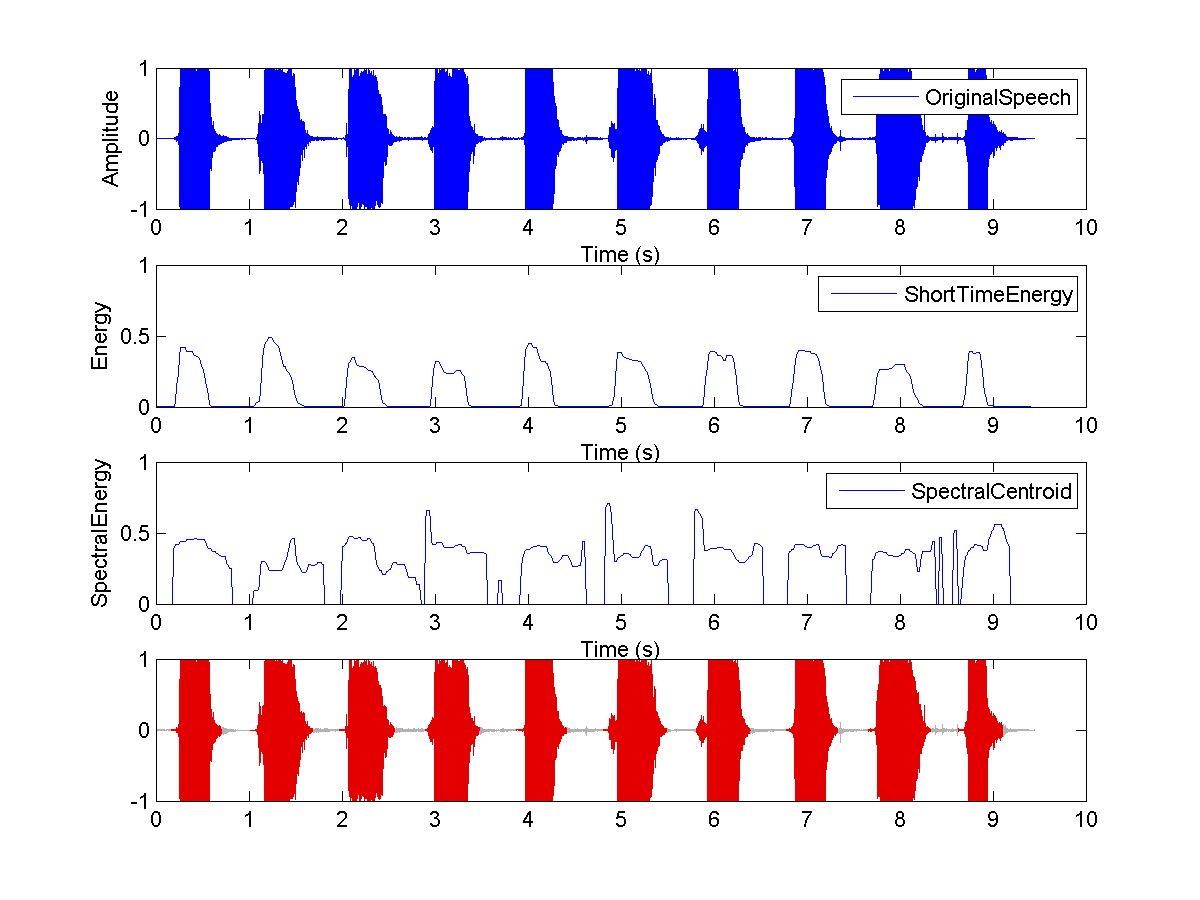 1
0
-1
Amplitude
OriginalSpeech
0 1 2 3 4 5 6 7 8 9 10
Time (s)
1
0.5
0
Energy
ShortTimeEnergy
0 1 2 3 4 5 6 7 8 9 10
Time (s)
1
0.5
0
SpectralEnergy
SpectralCentroid
0 1 2 3 4 5 6 7 8 9 10
Time (s)
1
0
-1
0 1 2 3 4 5 6 7 8 9 10